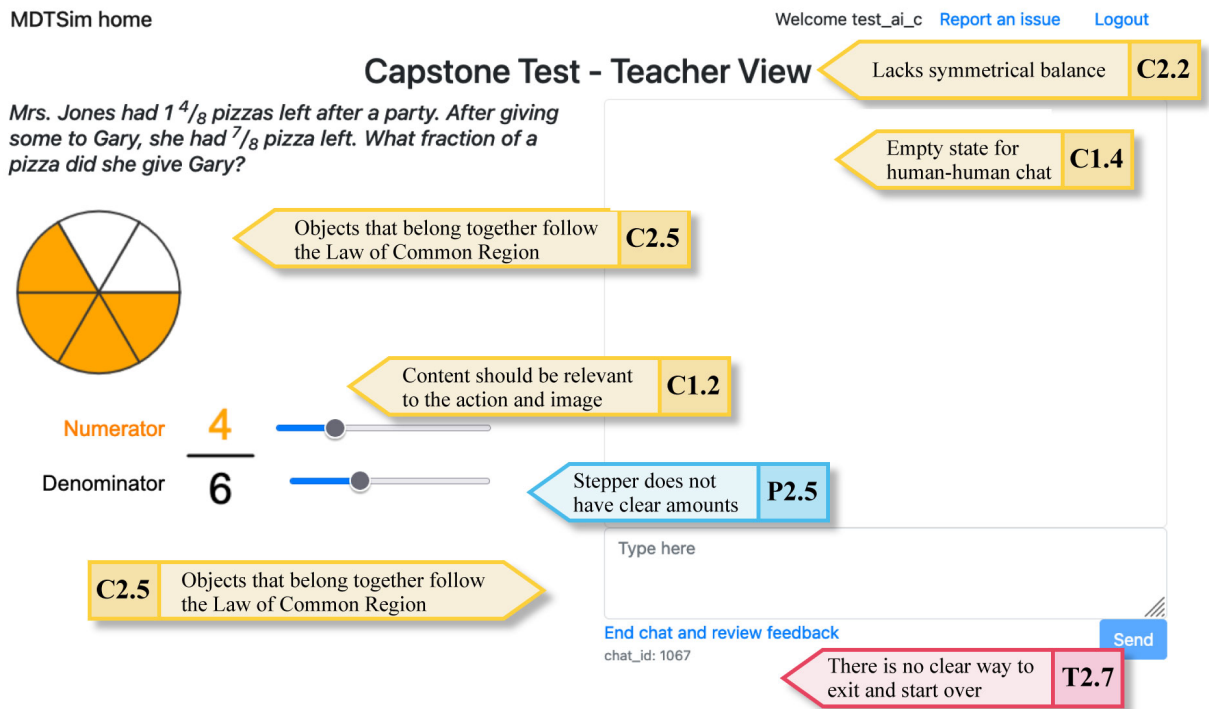 MDTSim home
Welcome test_ai_c Report an issue Logout
Capstone Test - Teacher View
Lacks symmetrical balance C2.2
Mrs. Jones had 1 4/8 pizzas left after a party. After giving
some to Gary, she had 7/8 pizza left. What fraction of a
pizza did she give Gary?
Empty state for
human-human chat C1.4
Objects that belong together follow
the Law of Common Region C2.5
Content should be relevant
to the action and image C1.2
Numerator 4
Denominator 6
Stepper does not
have clear amounts P2.5
Type here
C2.5 Objects that belong together follow
the Law of Common Region
End chat and review feedback
Send
chat_id: 1067
There is no clear way to
exit and start over T2.7